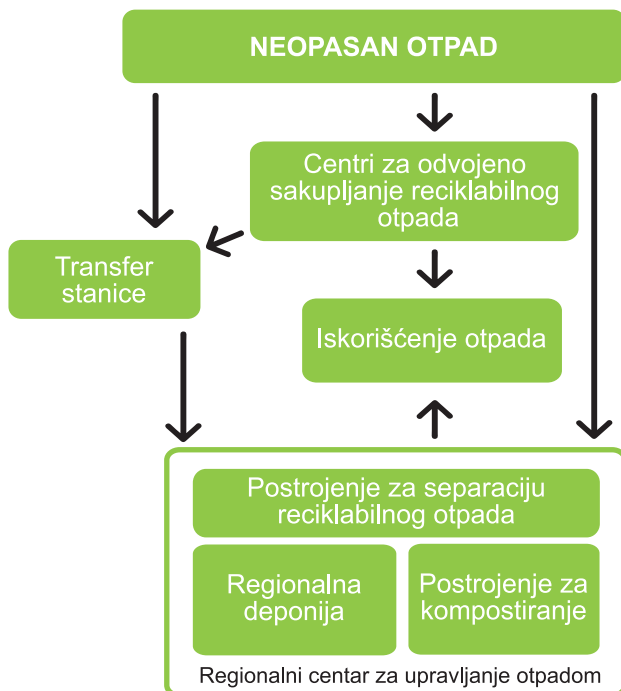 NEOPASAN OTPAD
Centri za odvojeno
sakupljanje reciklabilnog
otpada
Transfer
stanice
Iskorišćenje otpada
Postrojenje za separaciju
reciklabilnog otpada
Regionalna
deponija
Postrojenje za
kompostiranje
Regionalni centar za upravljanje otpadom